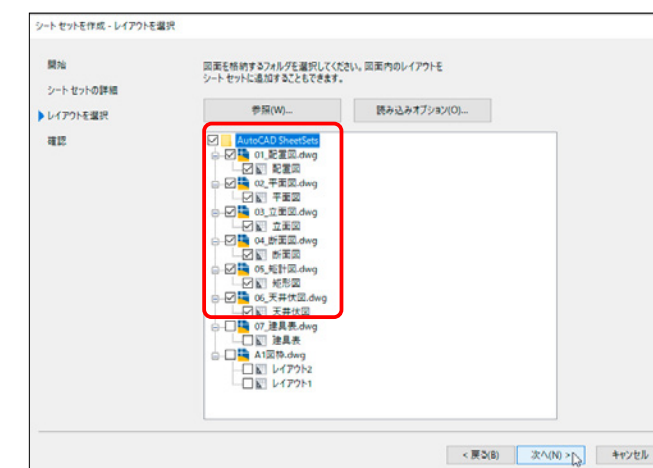 シート セットを作成 - レイアウトを選択
開始
シート セットの詳細
レイアウトを選択
確認
図面を格納するフォルダを選択してください。図面内のレイアウトを
シート セットに追加することもできます。
参照(W)...
読み込みオプション(O)...
AutoCAD SheetSets
01_配置図.dwg
配置図
02_平面図.dwg
平面図
03_立面図.dwg
立面図
04_断面図.dwg
断面図
05_矩計図.dwg
矩形図
06_天井伏図.dwg
天井伏図
07_建具表.dwg
建具表
A1図枠.dwg
レイアウト2
レイアウト1
< 戻る(B)
次へ(N) >
キャンセル